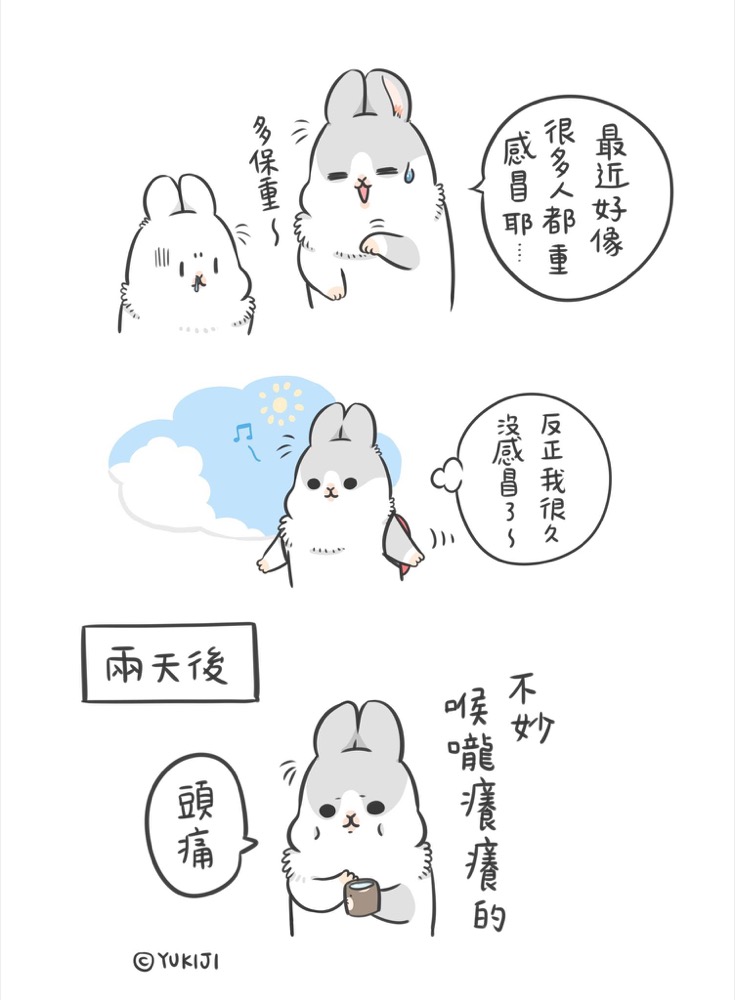 最近好像
很多人都重
感冒耶……
多保重～
反正我很久
沒感冒了～
兩天後
不妙
喉嚨癢癢的
頭痛
©YUKIJI